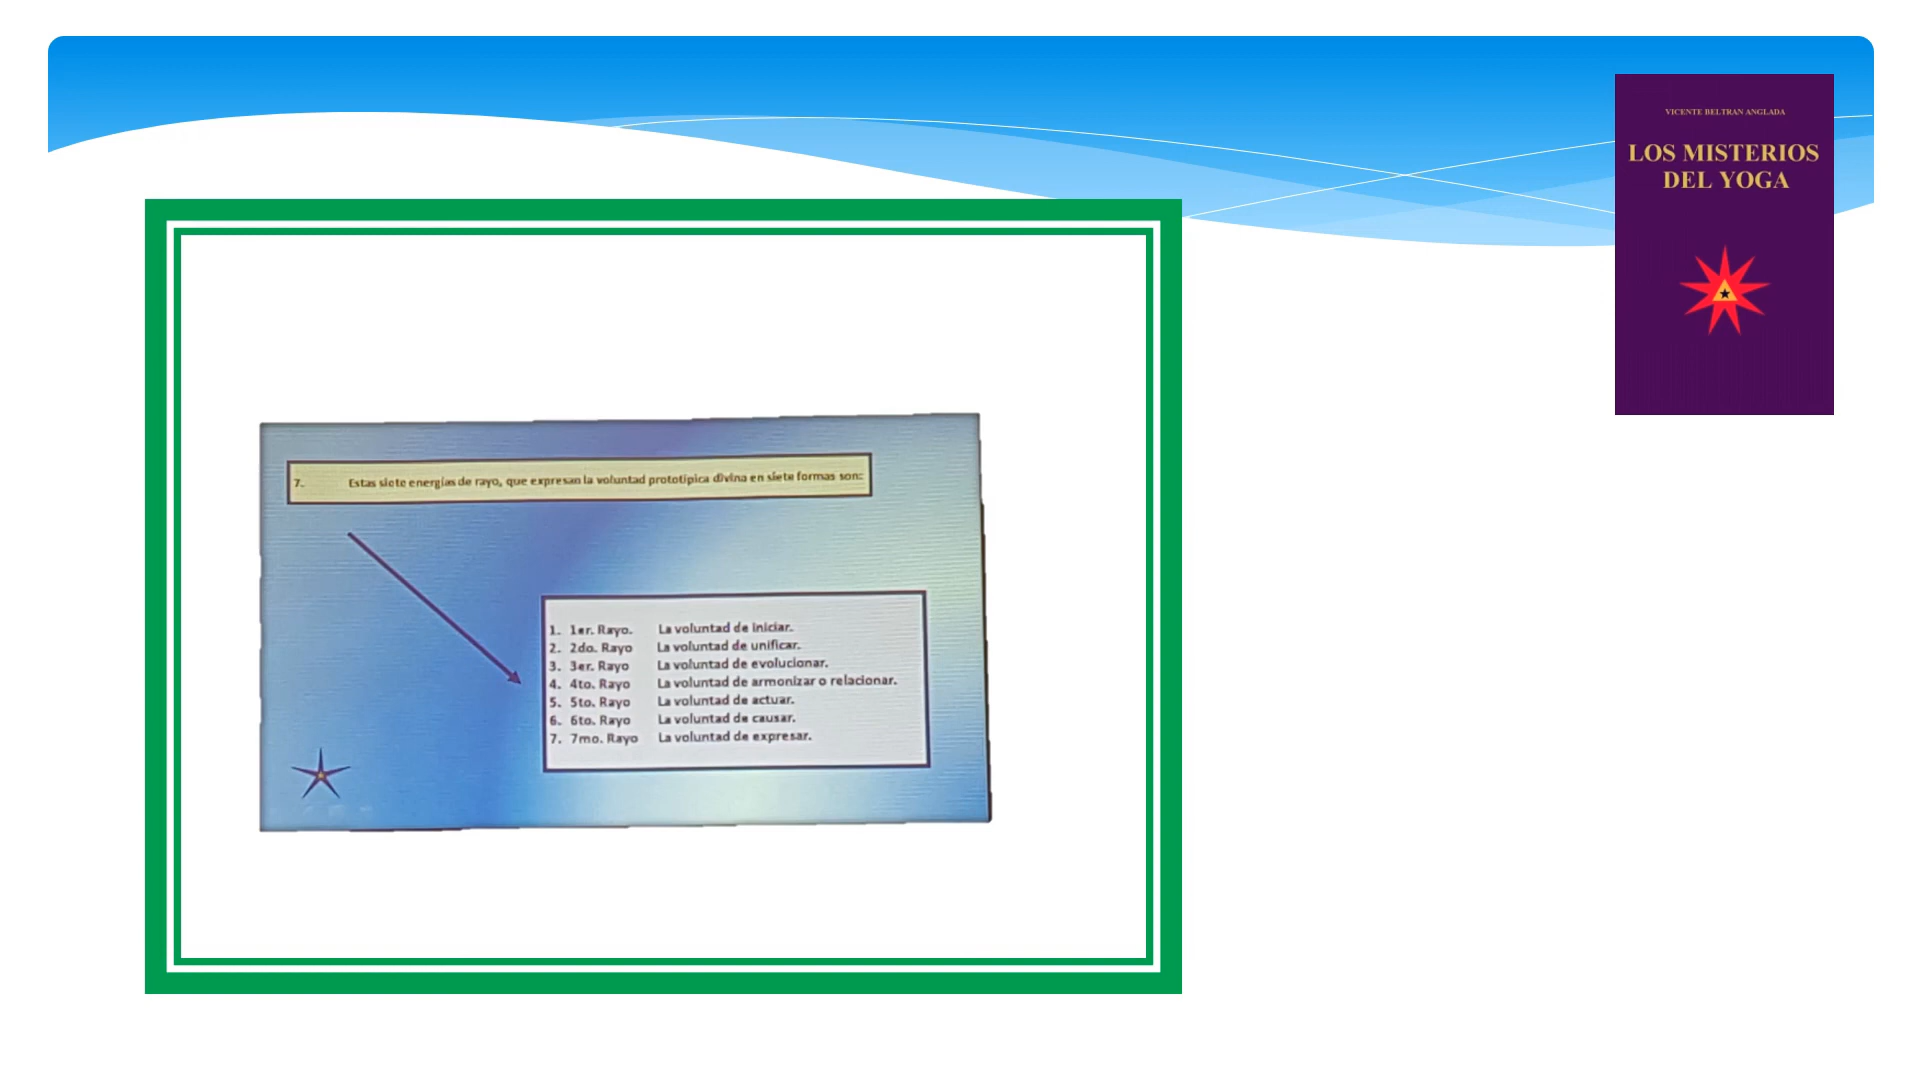 VICENTE BELTRAN ANGLADA
LOS MISTERIOS
DEL YOGA
7. Estas siete energías de rayo, que expresan la voluntad prototípica divina en siete formas son:
1. 1er. Rayo. La voluntad de iniciar.
2. 2do. Rayo La voluntad de unificar.
3. 3er. Rayo La voluntad de evolucionar.
4. 4to. Rayo La voluntad de armonizar o relacionar.
5. 5to. Rayo La voluntad de actuar.
6. 6to. Rayo La voluntad de causar.
7. 7mo. Rayo La voluntad de expresar.